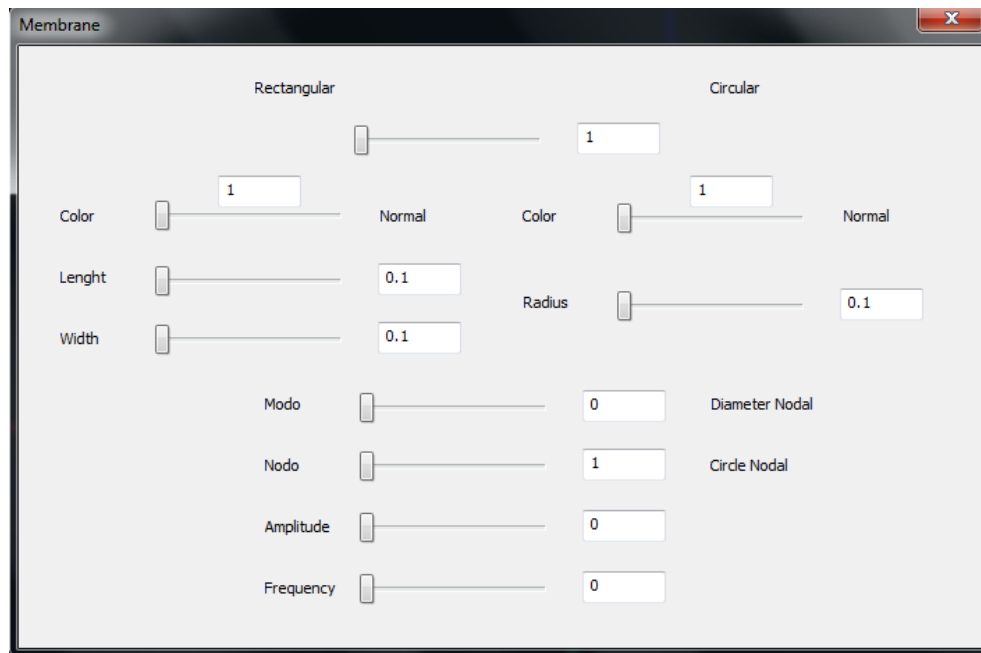 Membrane
Rectangular Circular
1
1 1
Color Normal Color Normal
Lenght 0.1
Radius 0.1
Width 0.1
Modo 0 Diameter Nodal
Nodo 1 Circle Nodal
Amplitude 0
Frequency 0